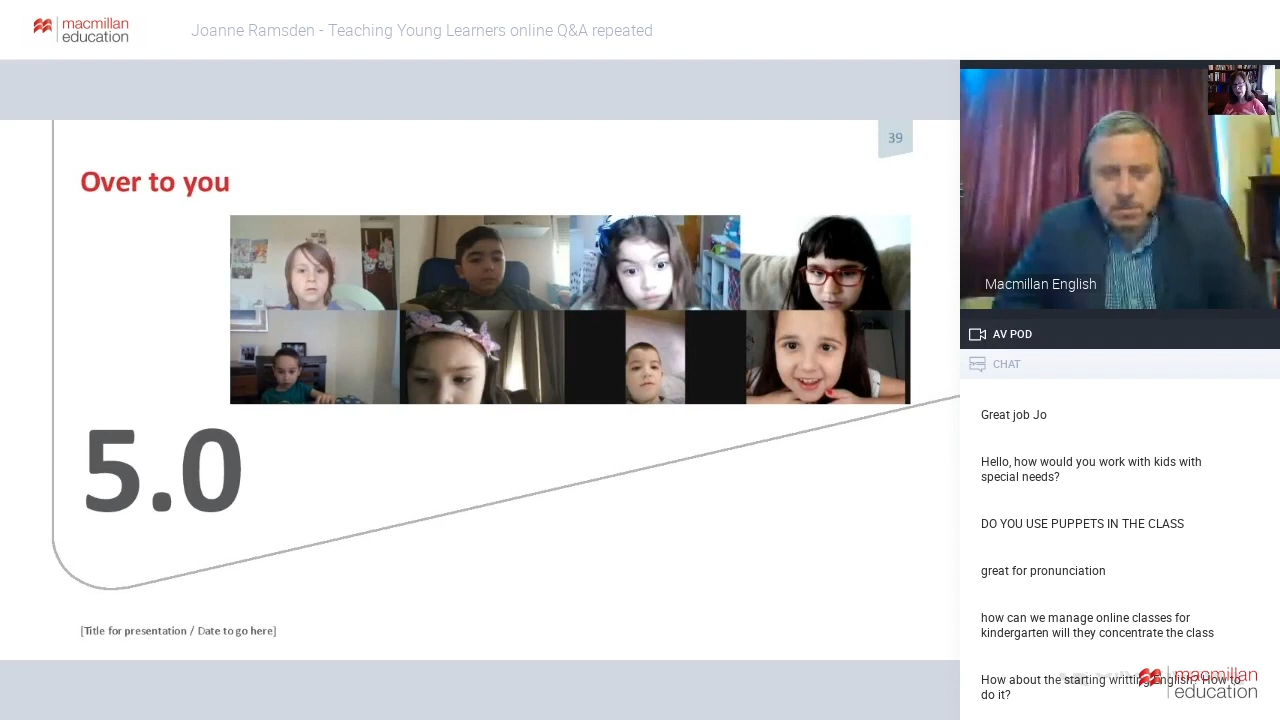 macmillan
education
Joanne Ramsden - Teaching Young Learners online Q&A repeated
39
Over to you
5.0
[Title for presentation / Date to go here]
Macmillan English
AV POD
CHAT
Great job Jo
Hello, how would you work with kids with
special needs?
DO YOU USE PUPPETS IN THE CLASS
great for pronunciation
how can we manage online classes for
kindergarten will they concentrate the class
How about the starting writting English? How to
do it?
macmillan
education